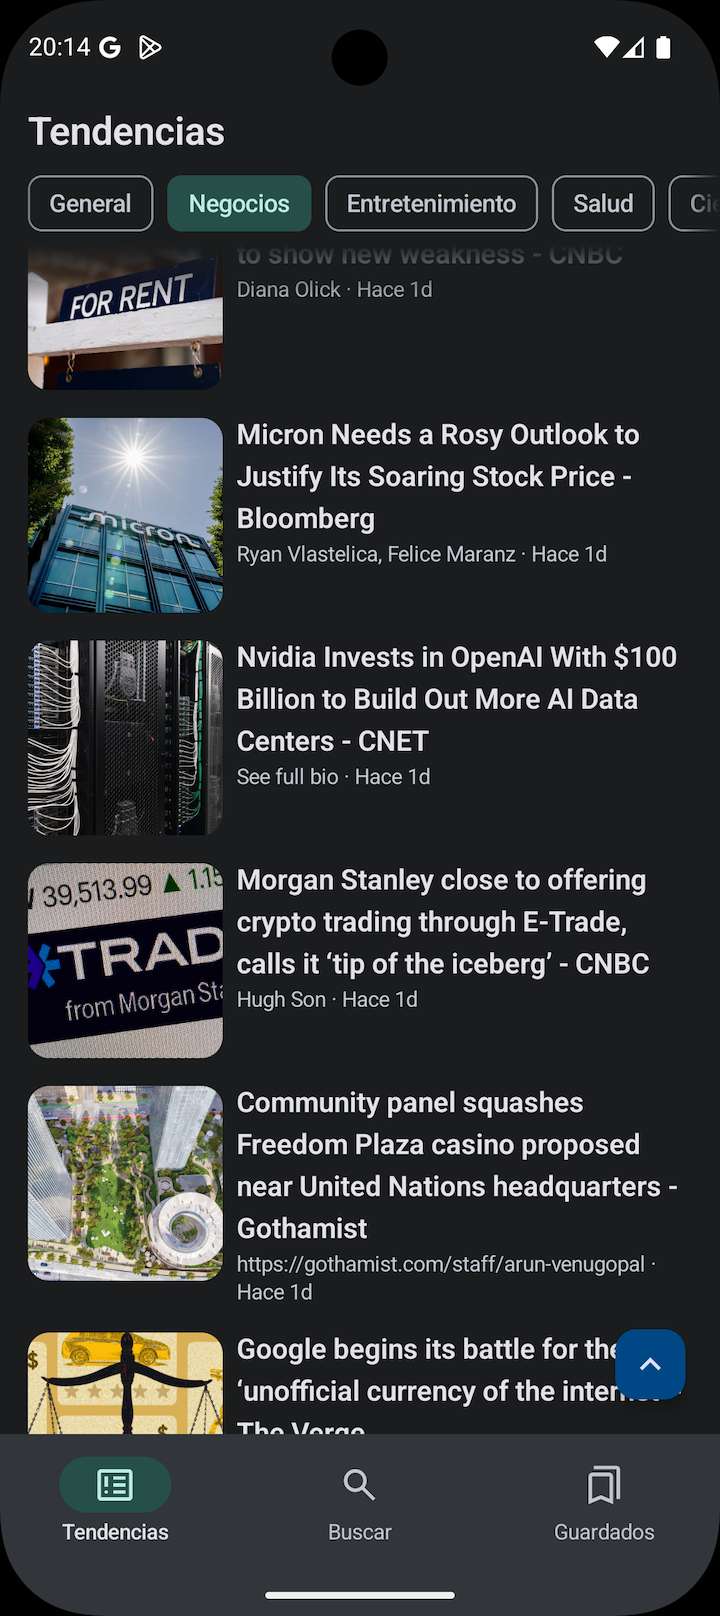 20:14
Tendencias
General
Negocios
Entretenimiento
Salud
to show new weakness - CNBC
Diana Olick · Hace 1d
FOR RENT
Micron Needs a Rosy Outlook to
Justify Its Soaring Stock Price -
Bloomberg
Ryan Vlastelica, Felice Maranz · Hace 1d
micron
Nvidia Invests in OpenAI With $100
Billion to Build Out More AI Data
Centers - CNET
See full bio · Hace 1d
39,513.99 ▲ 1.15
TRAD
from Morgan Sta
Morgan Stanley close to offering
crypto trading through E-Trade,
calls it ‘tip of the iceberg’ - CNBC
Hugh Son · Hace 1d
Community panel squashes
Freedom Plaza casino proposed
near United Nations headquarters -
Gothamist
https://gothamist.com/staff/arun-venugopal ·
Hace 1d
Google begins its battle for the
‘unofficial currency of the internet’ -
The Verge
Tendencias
Buscar
Guardados